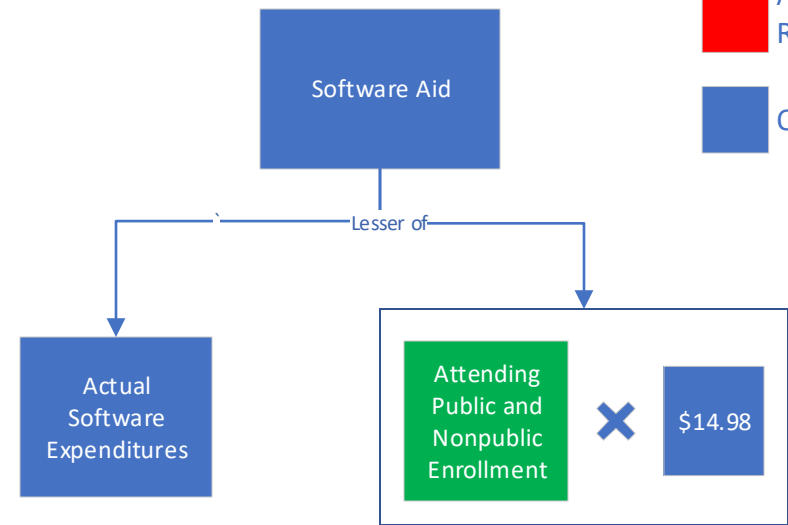 Software Aid
`
Lesser of
Actual
Software
Expenditures
Attending
Public and
Nonpublic
Enrollment
$14.98